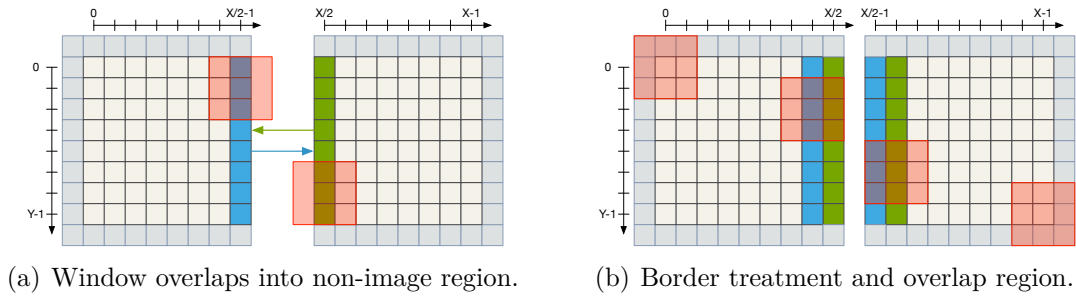 0 X/2-1 X/2 X-1 0 X/2 X/2-1 X-1
0 0
Y-1 Y-1
(a) Window overlaps into non-image region. (b) Border treatment and overlap region.